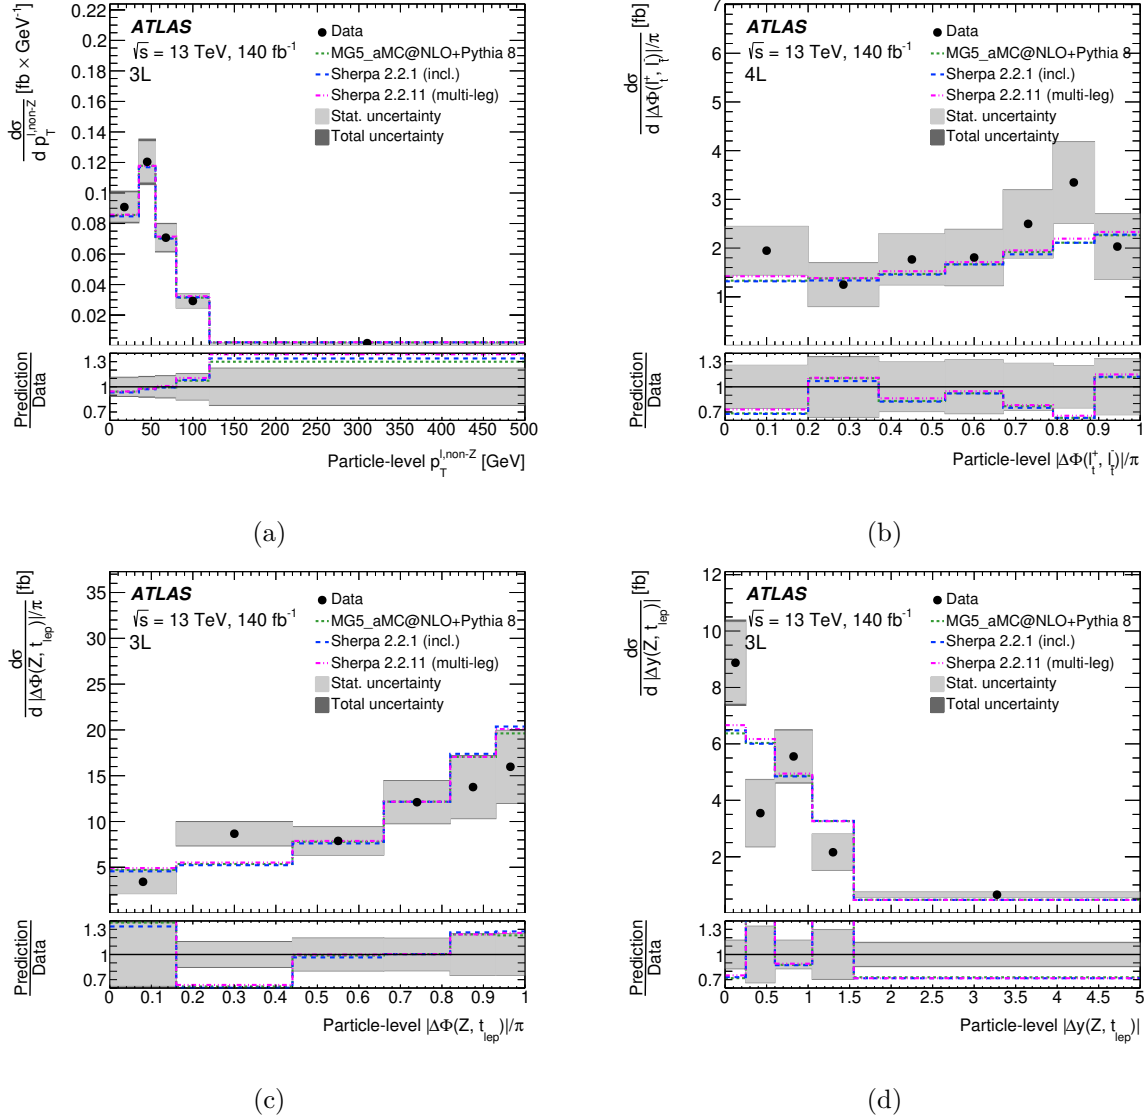 dσ
d p_T^{l,non-Z} [fb × GeV⁻¹]
0.22
0.2
0.18
0.16
0.14
0.12
0.1
0.08
0.06
0.04
0.02
0
ATLAS
√s = 13 TeV, 140 fb⁻¹
3L
Data
MG5_aMC@NLO+Pythia 8
Sherpa 2.2.1 (incl.)
Sherpa 2.2.11 (multi-leg)
Stat. uncertainty
Total uncertainty
Prediction
Data
1.3
1
0.7
0 50 100 150 200 250 300 350 400 450 500
Particle-level p_T^{l,non-Z} [GeV]
(a)
dσ
d |ΔΦ(l_t^+, l_t̄^-)|/π [fb]
7
6
5
4
3
2
1
0
ATLAS
√s = 13 TeV, 140 fb⁻¹
4L
Data
MG5_aMC@NLO+Pythia 8
Sherpa 2.2.1 (incl.)
Sherpa 2.2.11 (multi-leg)
Stat. uncertainty
Total uncertainty
Prediction
Data
1.3
1
0.7
0 0.1 0.2 0.3 0.4 0.5 0.6 0.7 0.8 0.9 1
Particle-level |ΔΦ(l_t^+, l_t̄^-)|/π
(b)
dσ
d |ΔΦ(Z, t_lep)|/π [fb]
35
30
25
20
15
10
5
0
ATLAS
√s = 13 TeV, 140 fb⁻¹
3L
Data
MG5_aMC@NLO+Pythia 8
Sherpa 2.2.1 (incl.)
Sherpa 2.2.11 (multi-leg)
Stat. uncertainty
Total uncertainty
Prediction
Data
1.3
1
0.7
0 0.1 0.2 0.3 0.4 0.5 0.6 0.7 0.8 0.9 1
Particle-level |ΔΦ(Z, t_lep)|/π
(c)
dσ
d |Δy(Z, t_lep)| [fb]
12
10
8
6
4
2
0
ATLAS
√s = 13 TeV, 140 fb⁻¹
3L
Data
MG5_aMC@NLO+Pythia 8
Sherpa 2.2.1 (incl.)
Sherpa 2.2.11 (multi-leg)
Stat. uncertainty
Total uncertainty
Prediction
Data
1.3
1
0.7
0 0.5 1 1.5 2 2.5 3 3.5 4 4.5 5
Particle-level |Δy(Z, t_lep)|
(d)